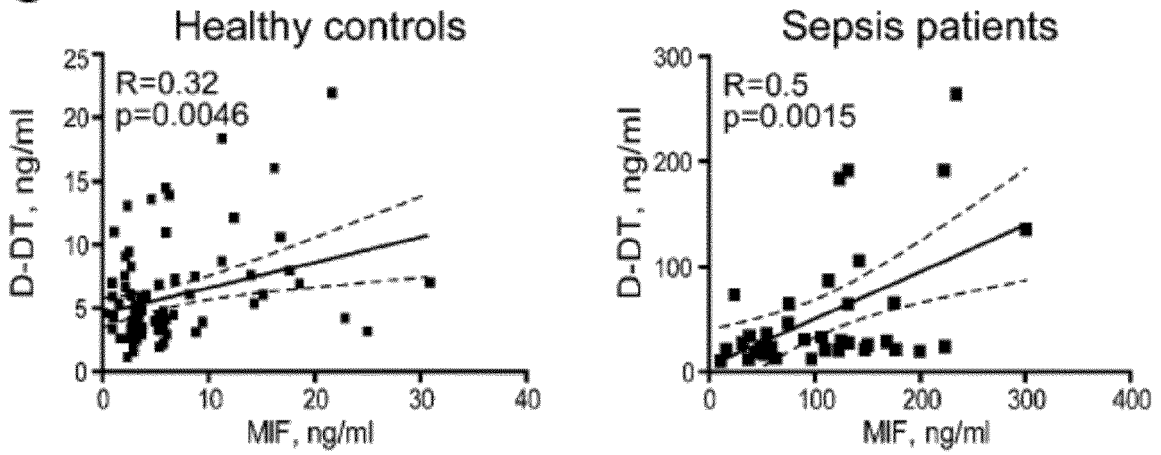 Healthy controls
R=0.32
p=0.0046
25
20
15
10
5
0
D-DT, ng/ml
0 10 20 30 40
MIF, ng/ml
Sepsis patients
R=0.5
p=0.0015
300
200
100
0
D-DT, ng/ml
0 100 200 300 400
MIF, ng/ml